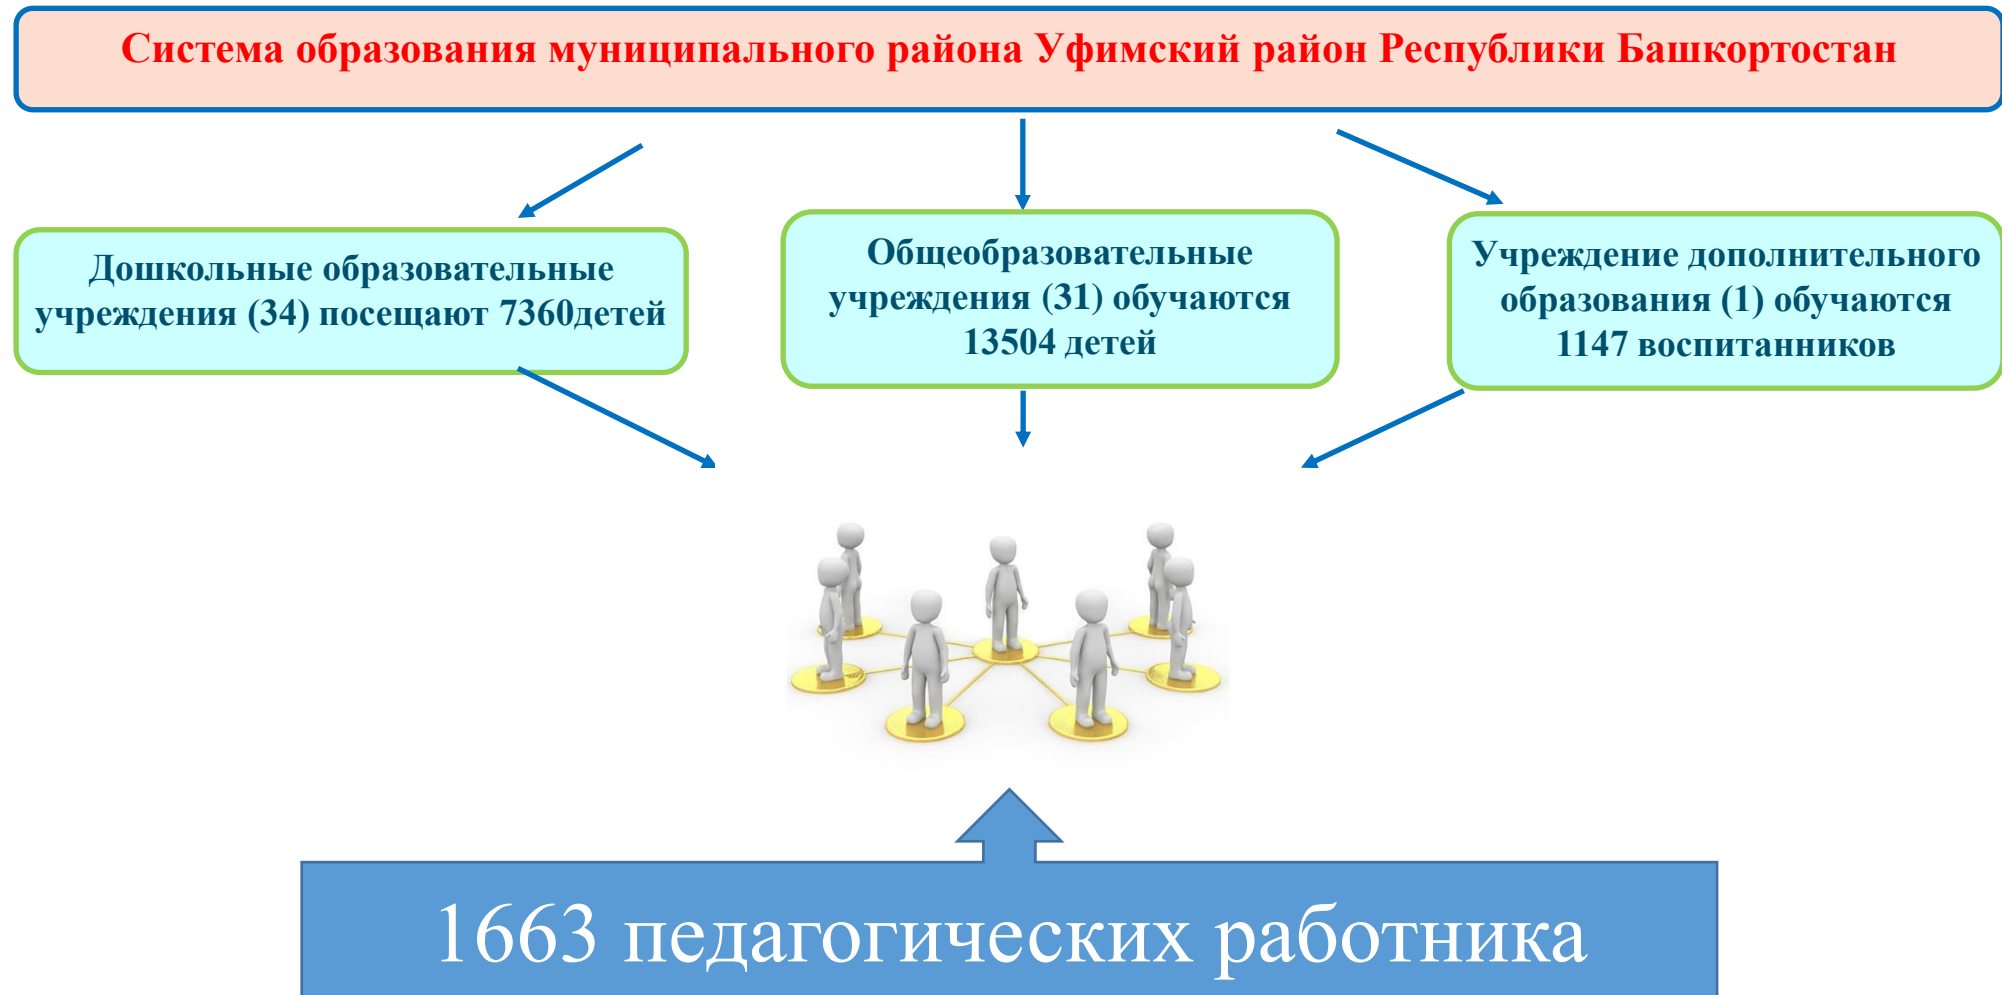 Система образования муниципального района Уфимский район Республики Башкортостан
Дошкольные образовательные
учреждения (34) посещают 7360детей
Общеобразовательные
учреждения (31) обучаются
13504 детей
Учреждение дополнительного
образования (1) обучаются
1147 воспитанников
1663 педагогических работника